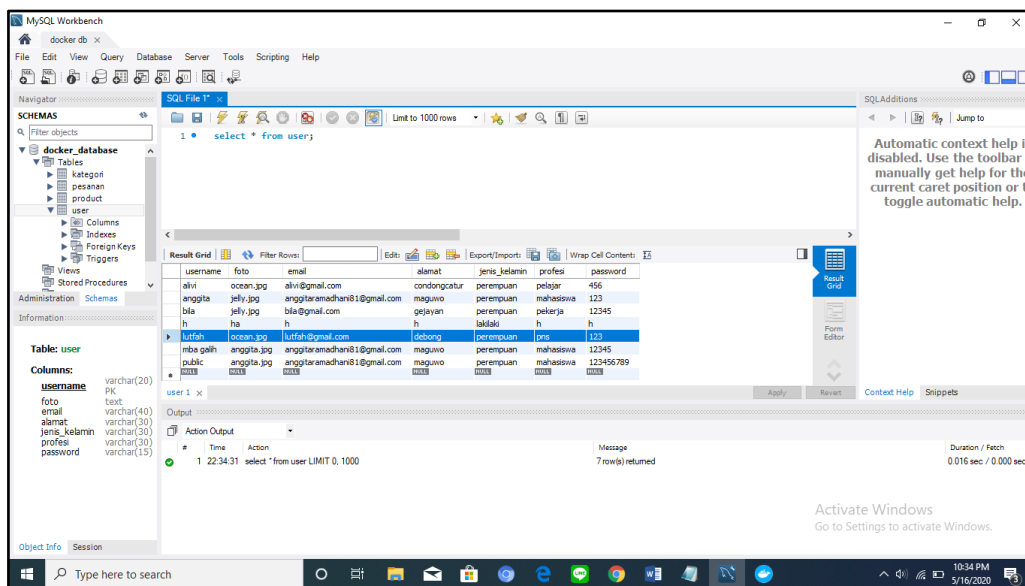 MySQL Workbench
docker db ×
File Edit View Query Database Server Tools Scripting Help
Navigator
SCHEMAS
Filter objects
docker_database
Tables
kategori
pesanan
product
user
Columns
Indexes
Foreign Keys
Triggers
Views
Stored Procedures
Administration Schemas
Information
Table: user
Columns:
username varchar(20) PK
foto text
email varchar(40)
alamat varchar(30)
jenis_kelamin varchar(30)
profesi varchar(30)
password varchar(15)
Object Info Session
SQL File 1* ×
Limit to 1000 rows
1 select * from user;
Result Grid Filter Rows: Edit: Export/Import: Wrap Cell Content:
username foto email alamat jenis_kelamin profesi password
alivi ocean.jpg alivi@gmail.com condongcatur perempuan pelajar 456
anggita jelly.jpg anggitaramadhani81@gmail.com maguwo perempuan mahasiswa 123
bila jelly.jpg bila@gmail.com gejayan perempuan pekerja 12345
h ha h h lakilaki h h
lutfah ocean.jpg lutfah@gmail.com debong perempuan pns 123
mba galih anggita.jpg anggitaramadhani81@gmail.com maguwo perempuan mahasiswa 12345
public anggita.jpg anggitaramadhani81@gmail.com maguwo perempuan mahasiswa 123456789
NULL NULL NULL NULL NULL NULL NULL
Result Grid
Form Editor
user 1 ×
Apply Revert
Output
Action Output
# Time Action Message Duration / Fetch
1 22:34:31 select * from user LIMIT 0, 1000 7 row(s) returned 0.016 sec / 0.000 sec
SQLAdditions
Jump to
Automatic context help i
disabled. Use the toolbar
manually get help for the
current caret position or t
toggle automatic help.
Context Help Snippets
Activate Windows
Go to Settings to activate Windows.
Type here to search
10:34 PM
5/16/2020
3